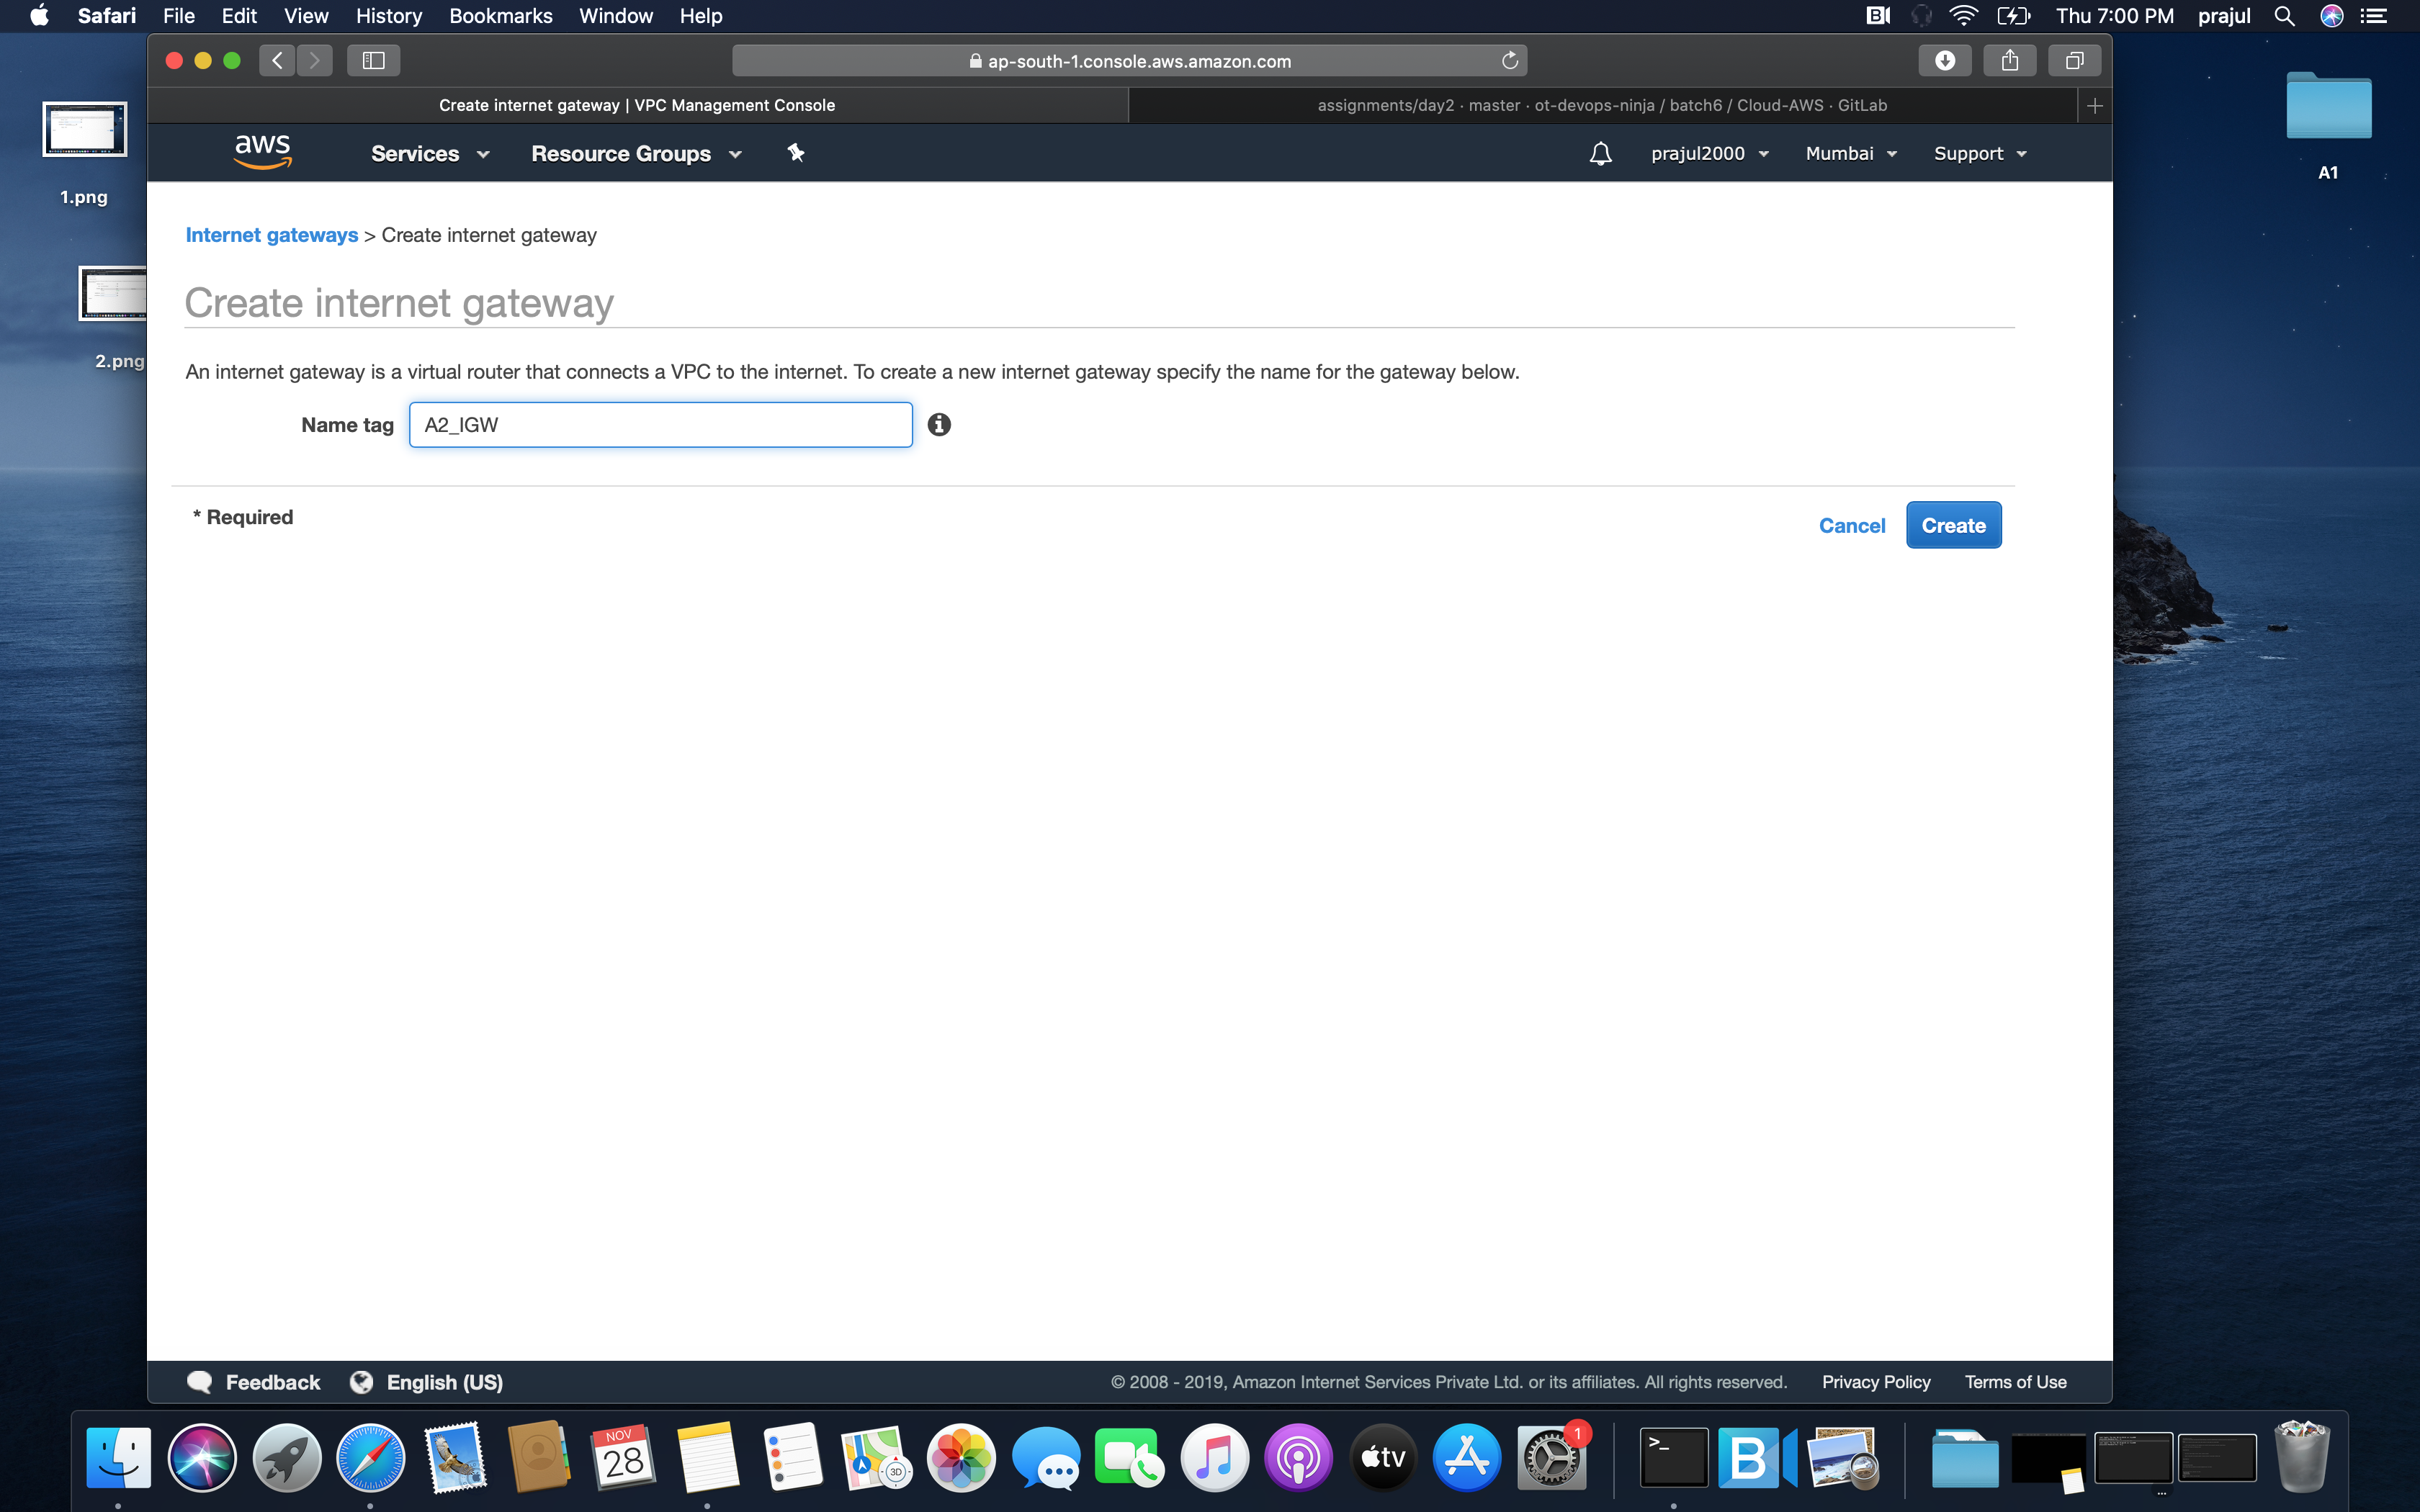 Safari File Edit View History Bookmarks Window Help Thu 7:00 PM prajul
ap-south-1.console.aws.amazon.com
Create internet gateway | VPC Management Console
assignments/day2 · master · ot-devops-ninja / batch6 / Cloud-AWS · GitLab
aws Services Resource Groups prajul2000 Mumbai Support
1.png
2.png
A1
Internet gateways > Create internet gateway
Create internet gateway
An internet gateway is a virtual router that connects a VPC to the internet. To create a new internet gateway specify the name for the gateway below.
Name tag A2_IGW
* Required
Cancel Create
Feedback English (US) © 2008 - 2019, Amazon Internet Services Private Ltd. or its affiliates. All rights reserved. Privacy Policy Terms of Use
NOV
28
3D
tv
1
>_
B